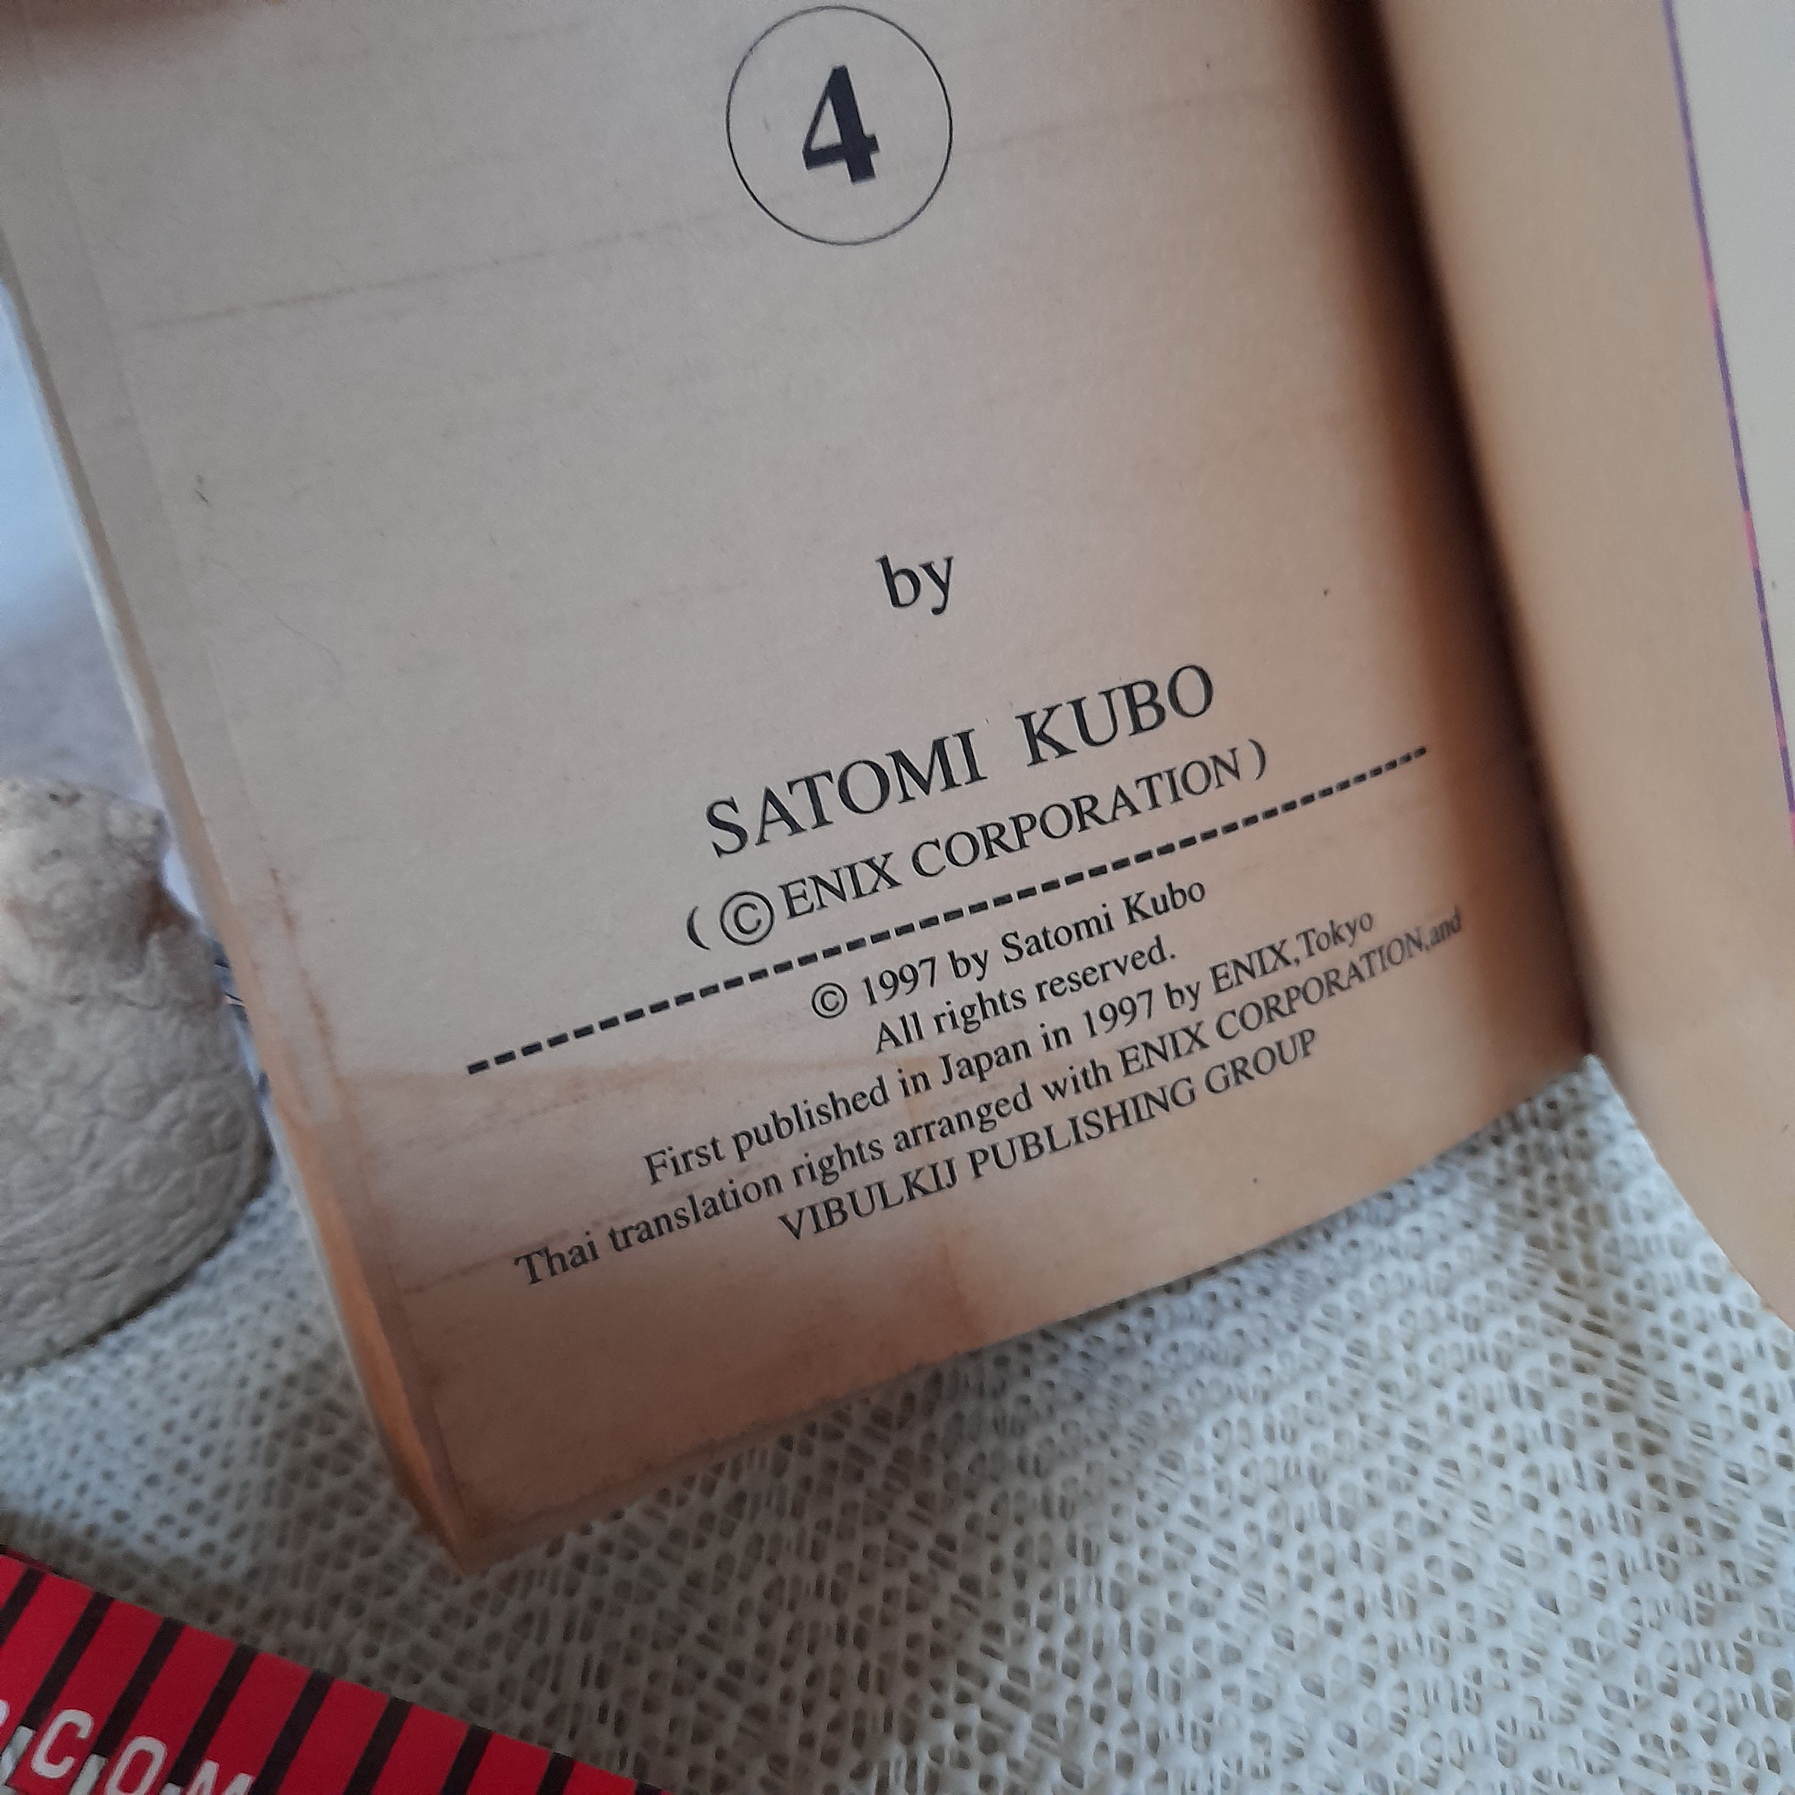 4
by
SATOMI KUBO
( © ENIX CORPORATION )
© 1997 by Satomi Kubo
All rights reserved.
First published in Japan in 1997 by ENIX,Tokyo
Thai translation rights arranged with ENIX CORPORATION,and
VIBULKIJ PUBLISHING GROUP